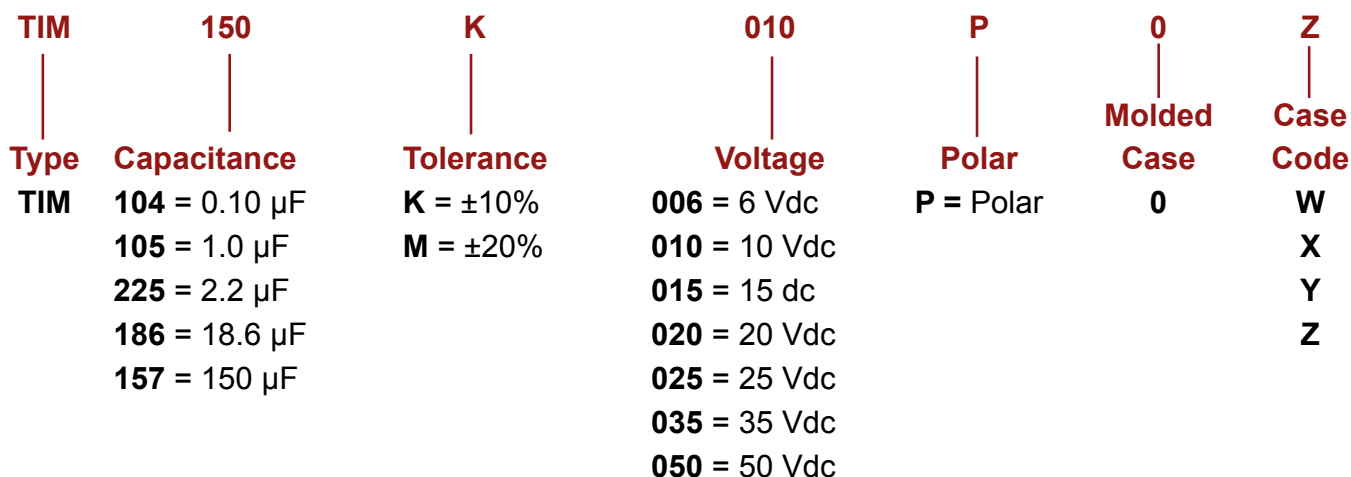 TIM 150 K 010 P 0 Z
Molded Case
Type Capacitance Tolerance Voltage Polar Case Code
TIM 104 = 0.10 µF K = ±10% 006 = 6 Vdc P = Polar 0 W
105 = 1.0 µF M = ±20% 010 = 10 Vdc X
225 = 2.2 µF 015 = 15 dc Y
186 = 18.6 µF 020 = 20 Vdc Z
157 = 150 µF 025 = 25 Vdc
035 = 35 Vdc
050 = 50 Vdc